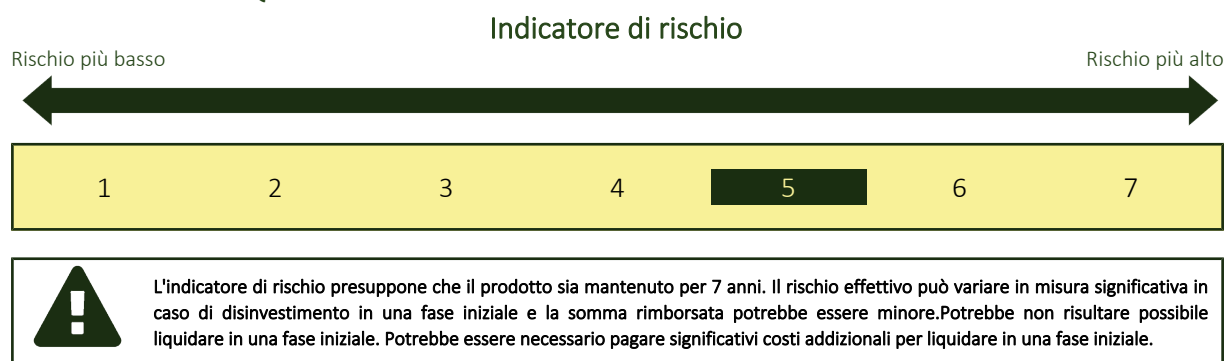 Indicatore di rischio
Rischio più basso
Rischio più alto
1 2 3 4 5 6 7
L'indicatore di rischio presuppone che il prodotto sia mantenuto per 7 anni. Il rischio effettivo può variare in misura significativa in
caso di disinvestimento in una fase iniziale e la somma rimborsata potrebbe essere minore.Potrebbe non risultare possibile
liquidare in una fase iniziale. Potrebbe essere necessario pagare significativi costi addizionali per liquidare in una fase iniziale.